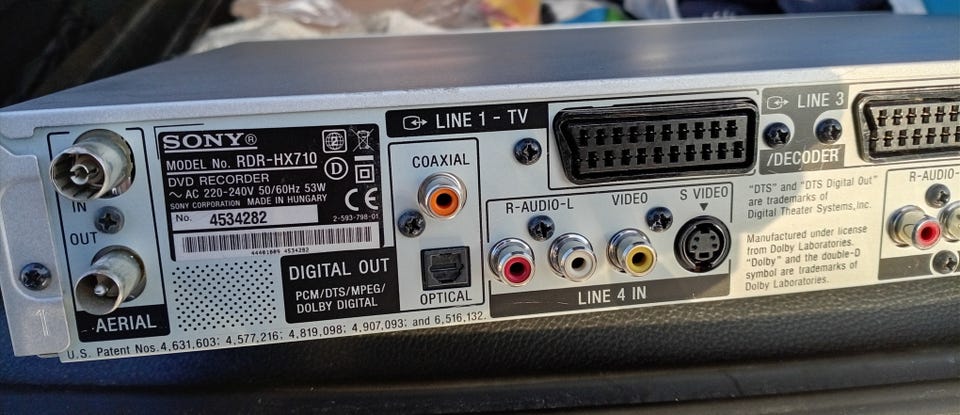 IN
OUT
AERIAL
SONY®
MODEL No. RDR-HX710
DVD RECORDER
~ AC 220-240V 50/60Hz 53W
SONY CORPORATION MADE IN HUNGARY
No. 4534282
2-593-798-01
D
CE
44401605 4534282
DIGITAL OUT
PCM/DTS/MPEG/
DOLBY DIGITAL
U.S. Patent Nos. 4,631,603; 4,577,216; 4,819,098; 4,907,093; and 6,516,132.
LINE 1 - TV
COAXIAL
OPTICAL
R-AUDIO-L
VIDEO
S VIDEO
LINE 4 IN
LINE 3
/DECODER
"DTS" and "DTS Digital Out"
are trademarks of
Digital Theater Systems, Inc.
Manufactured under license
from Dolby Laboratories.
"Dolby" and the double-D
symbol are trademarks of
Dolby Laboratories.
R-AUDIO-
1